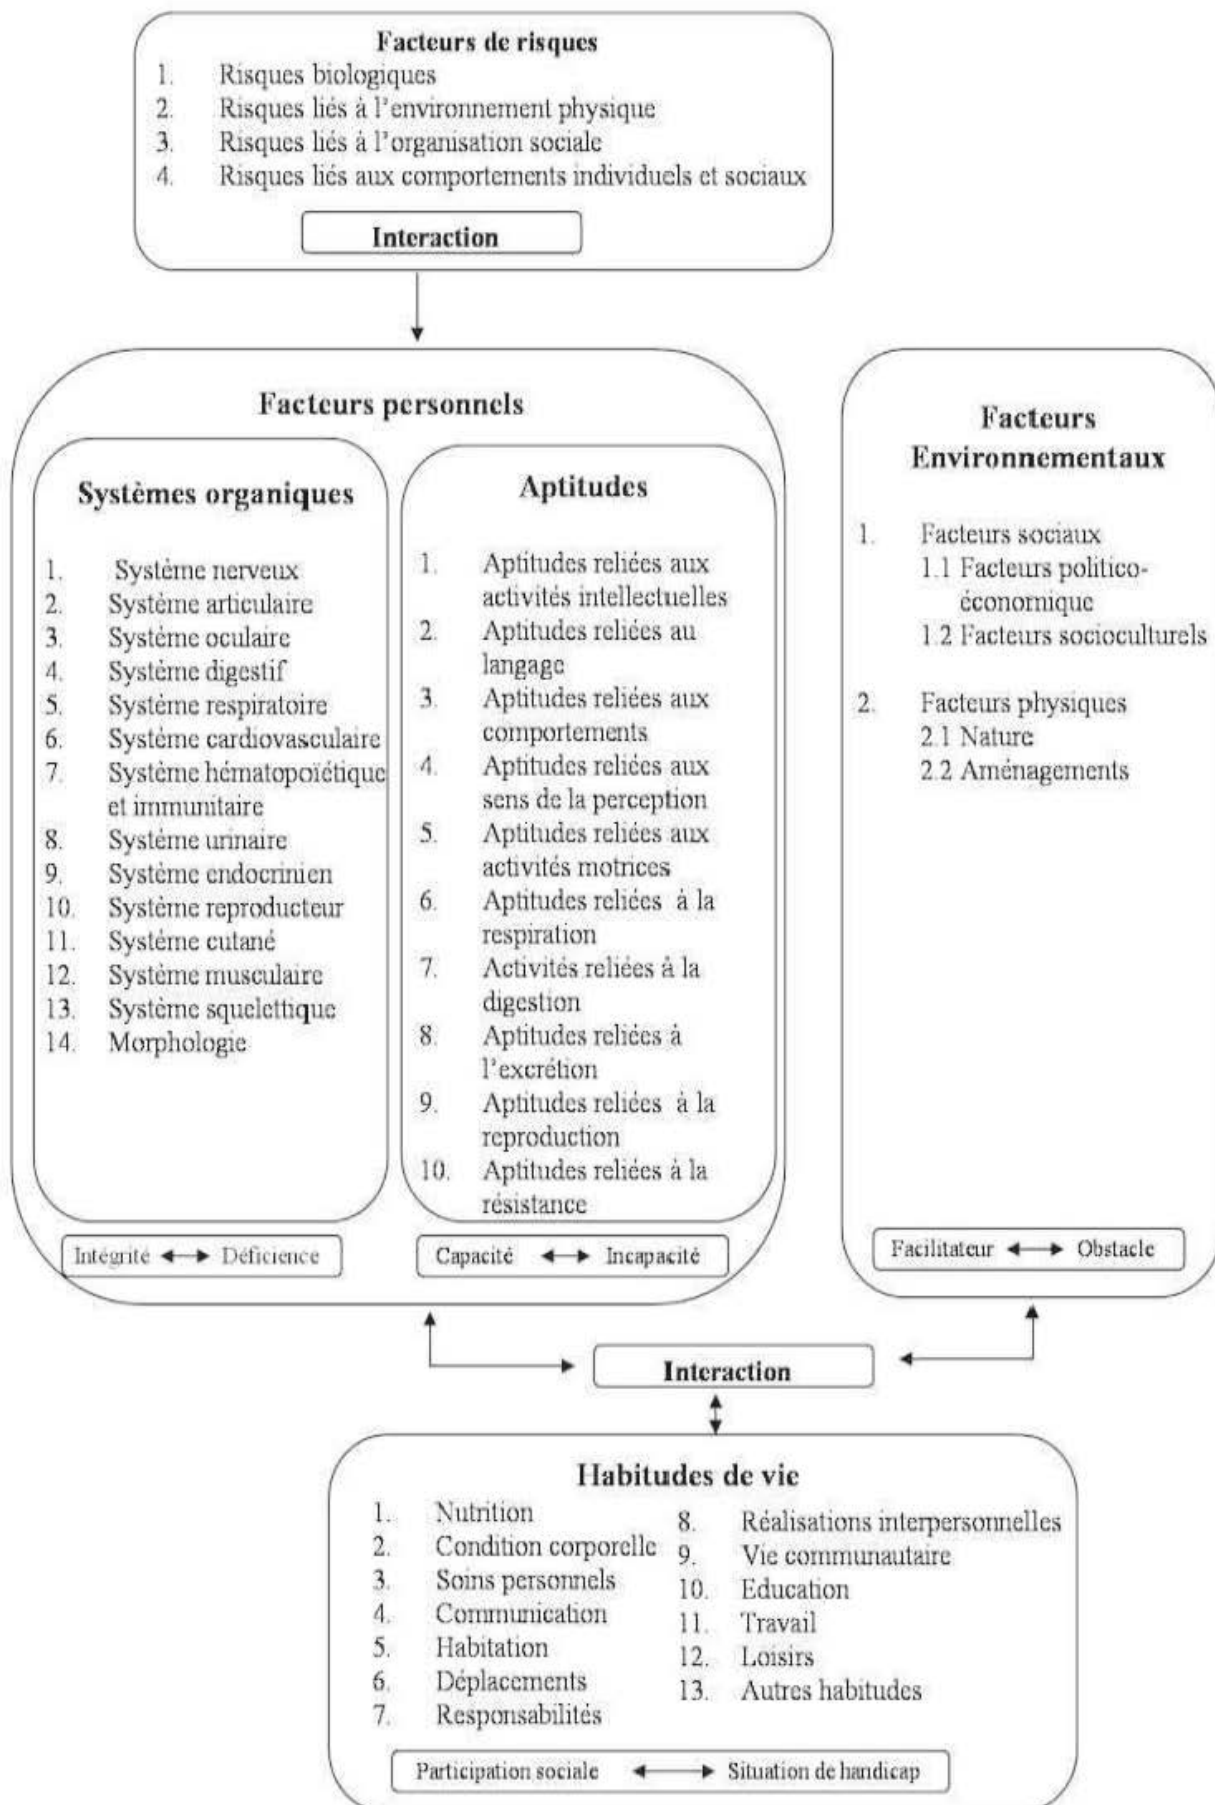 Facteurs de risques
1. Risques biologiques
2. Risques liés à l'environnement physique
3. Risques liés à l'organisation sociale
4. Risques liés aux comportements individuels et sociaux
Interaction
Facteurs personnels
Systèmes organiques
1. Système nerveux
2. Système articulaire
3. Système oculaire
4. Système digestif
5. Système respiratoire
6. Système cardiovasculaire
7. Système hématopoïétique
et immunitaire
8. Système urinaire
9. Système endocrinien
10. Système reproducteur
11. Système cutané
12. Système musculaire
13. Système squelettique
14. Morphologie
Intégrité Déficience
Aptitudes
1. Aptitudes reliées aux
activités intellectuelles
2. Aptitudes reliées au
langage
3. Aptitudes reliées aux
comportements
4. Aptitudes reliées aux
sens de la perception
5. Aptitudes reliées aux
activités motrices
6. Aptitudes reliées à la
respiration
7. Activités reliées à la
digestion
8. Aptitudes reliées à
l'excrétion
9. Aptitudes reliées à la
reproduction
10. Aptitudes reliées à la
résistance
Capacité Incapacité
Facteurs
Environnementaux
1. Facteurs sociaux
1.1 Facteurs politico-
économique
1.2 Facteurs socioculturels
2. Facteurs physiques
2.1 Nature
2.2 Aménagements
Facilitateur Obstacle
Interaction
Habitudes de vie
1. Nutrition
2. Condition corporelle
3. Soins personnels
4. Communication
5. Habitation
6. Déplacements
7. Responsabilités
8. Réalisations interpersonnelles
9. Vie communautaire
10. Education
11. Travail
12. Loisirs
13. Autres habitudes
Participation sociale Situation de handicap